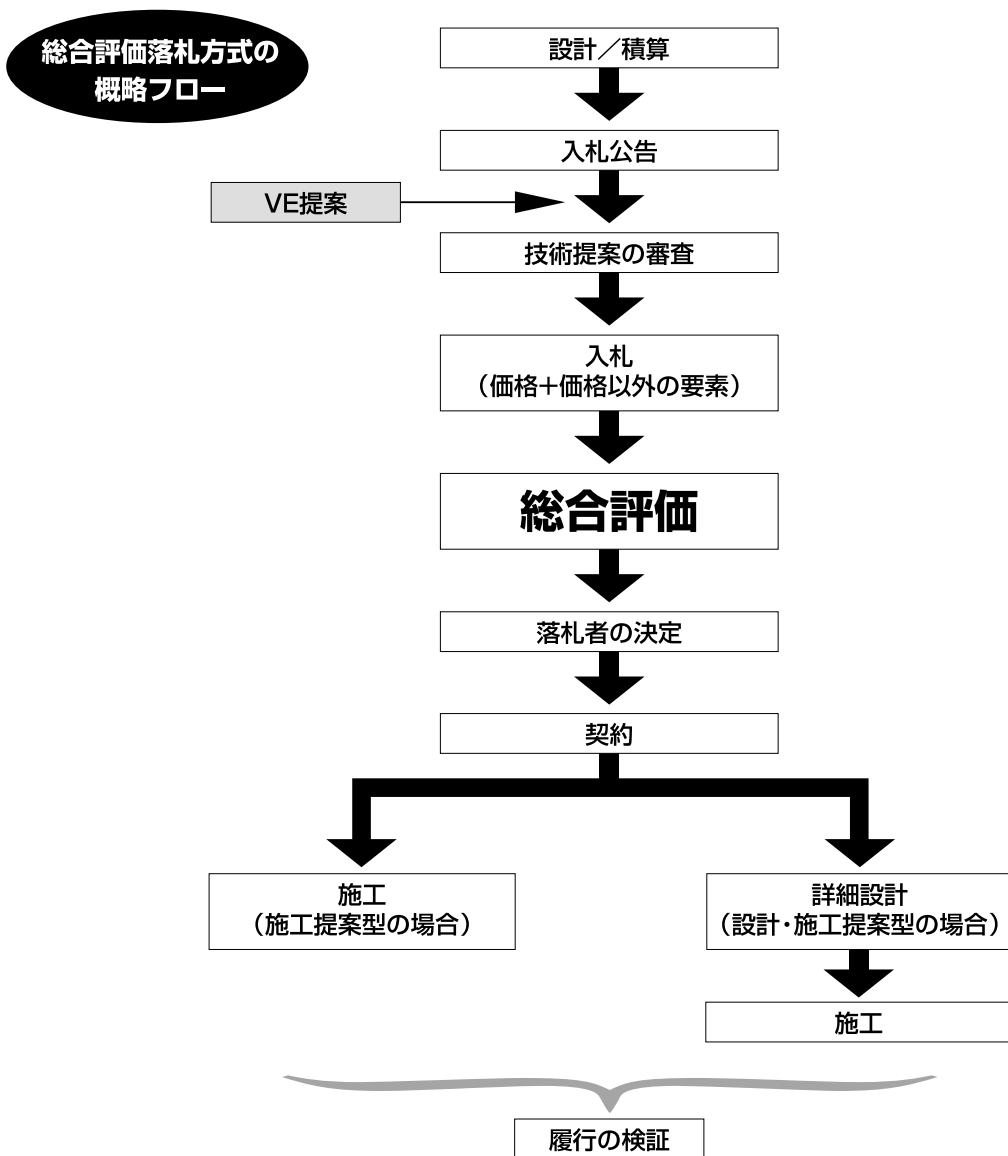 総合評価落札方式の
概略フロー
設計／積算
入札公告
VE提案
技術提案の審査
入札
（価格＋価格以外の要素）
総合評価
落札者の決定
契約
施工
（施工提案型の場合）
詳細設計
（設計・施工提案型の場合）
施工
履行の検証